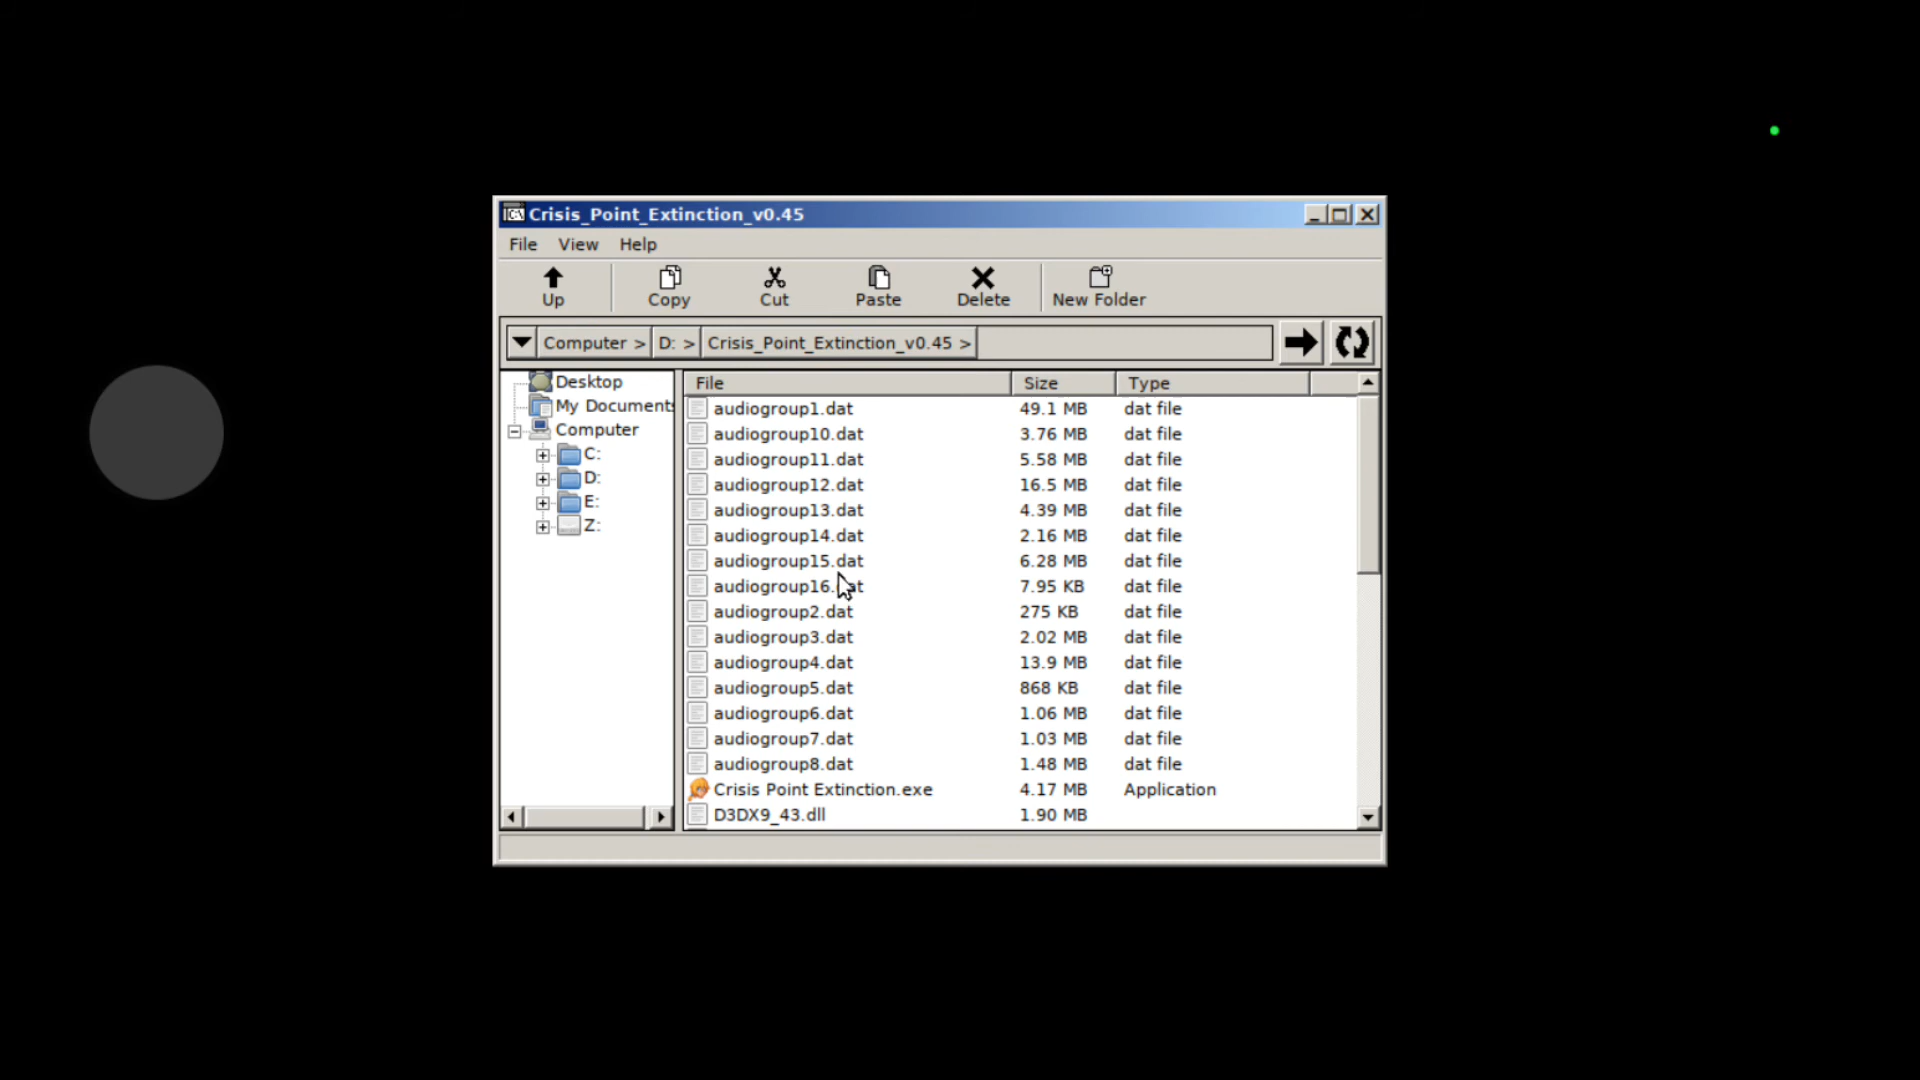 Crisis_Point_Extinction_v0.45
File View Help
Up Copy Cut Paste Delete New Folder
Computer > D: > Crisis_Point_Extinction_v0.45 >
Desktop
My Documents
Computer
C:
D:
E:
Z:
File Size Type
audiogroup1.dat 49.1 MB dat file
audiogroup10.dat 3.76 MB dat file
audiogroup11.dat 5.58 MB dat file
audiogroup12.dat 16.5 MB dat file
audiogroup13.dat 4.39 MB dat file
audiogroup14.dat 2.16 MB dat file
audiogroup15.dat 6.28 MB dat file
audiogroup16.dat 7.95 KB dat file
audiogroup2.dat 275 KB dat file
audiogroup3.dat 2.02 MB dat file
audiogroup4.dat 13.9 MB dat file
audiogroup5.dat 868 KB dat file
audiogroup6.dat 1.06 MB dat file
audiogroup7.dat 1.03 MB dat file
audiogroup8.dat 1.48 MB dat file
Crisis Point Extinction.exe 4.17 MB Application
D3DX9_43.dll 1.90 MB